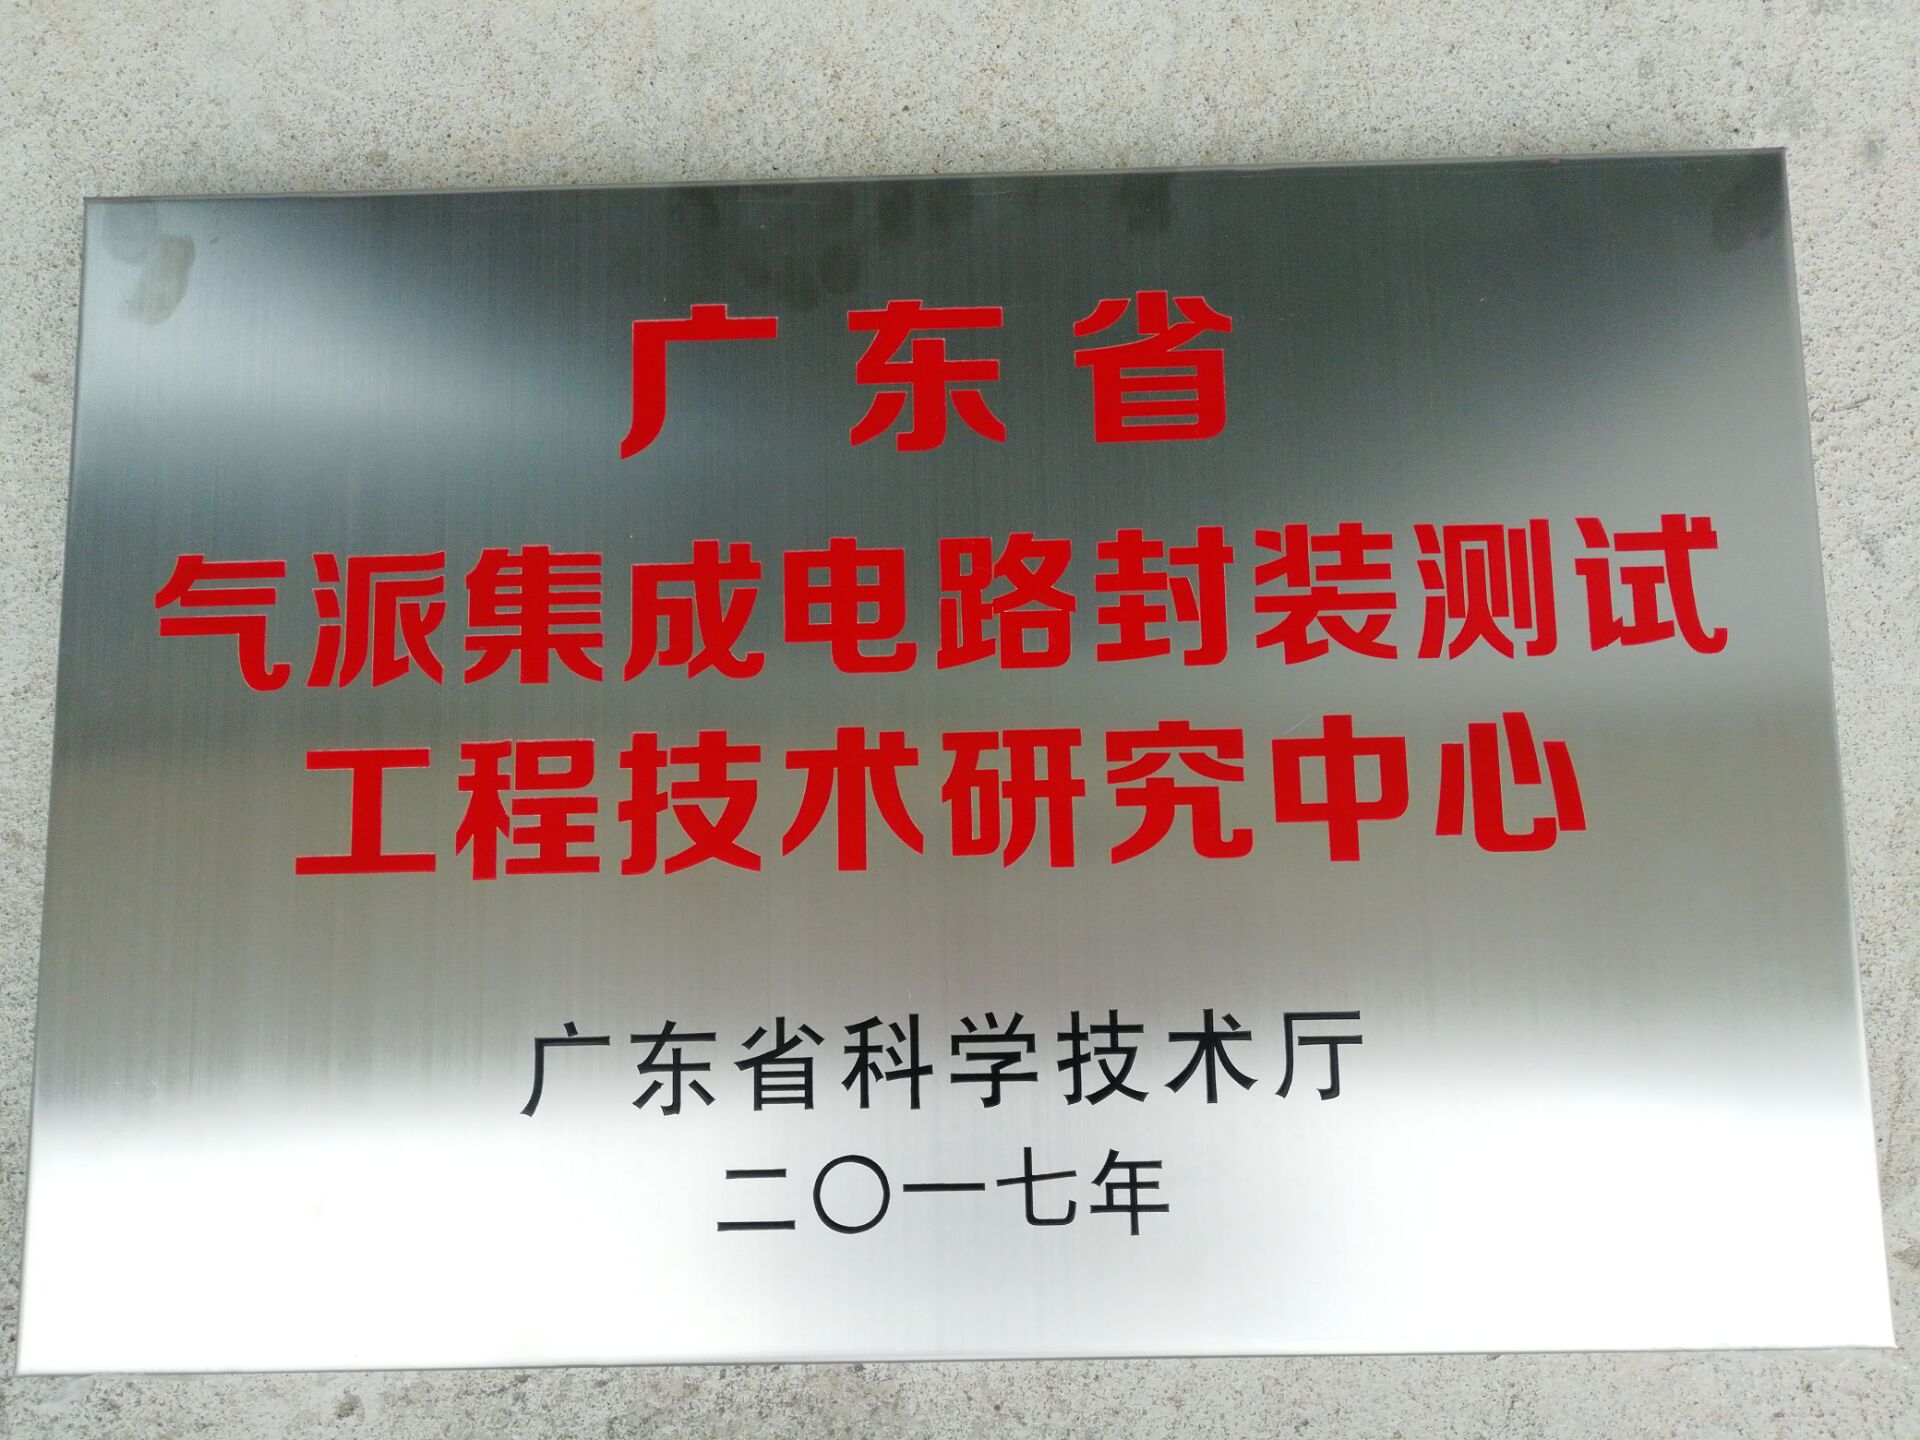 广东省
气派集成电路封装测试
工程技术研究中心
广东省科学技术厅
二〇一七年